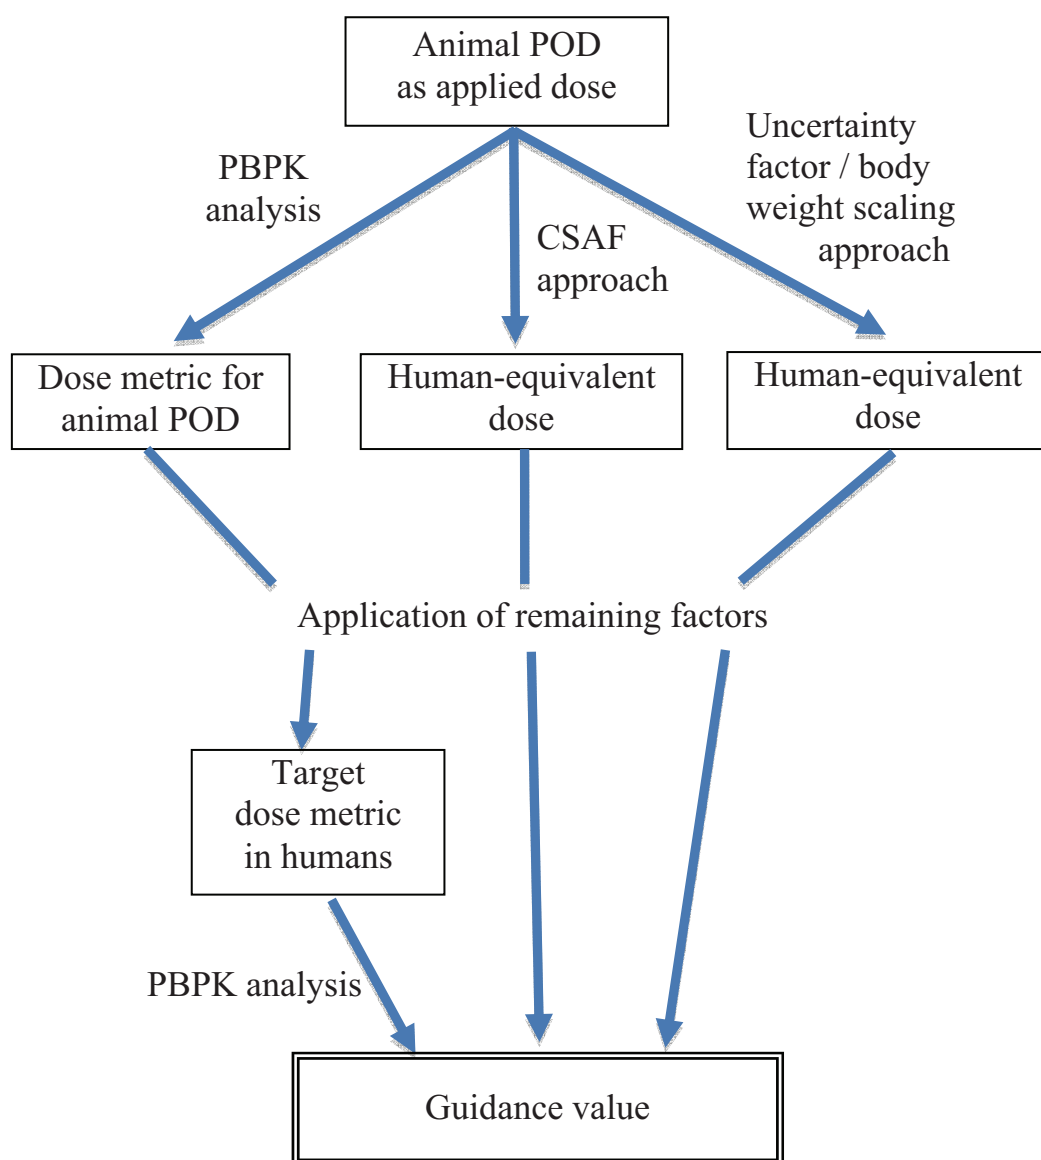 Animal POD
as applied dose
PBPK
analysis
CSAF
approach
Uncertainty
factor / body
weight scaling
approach
Dose metric for
animal POD
Human-equivalent
dose
Human-equivalent
dose
Application of remaining factors
Target
dose metric
in humans
PBPK analysis
Guidance value